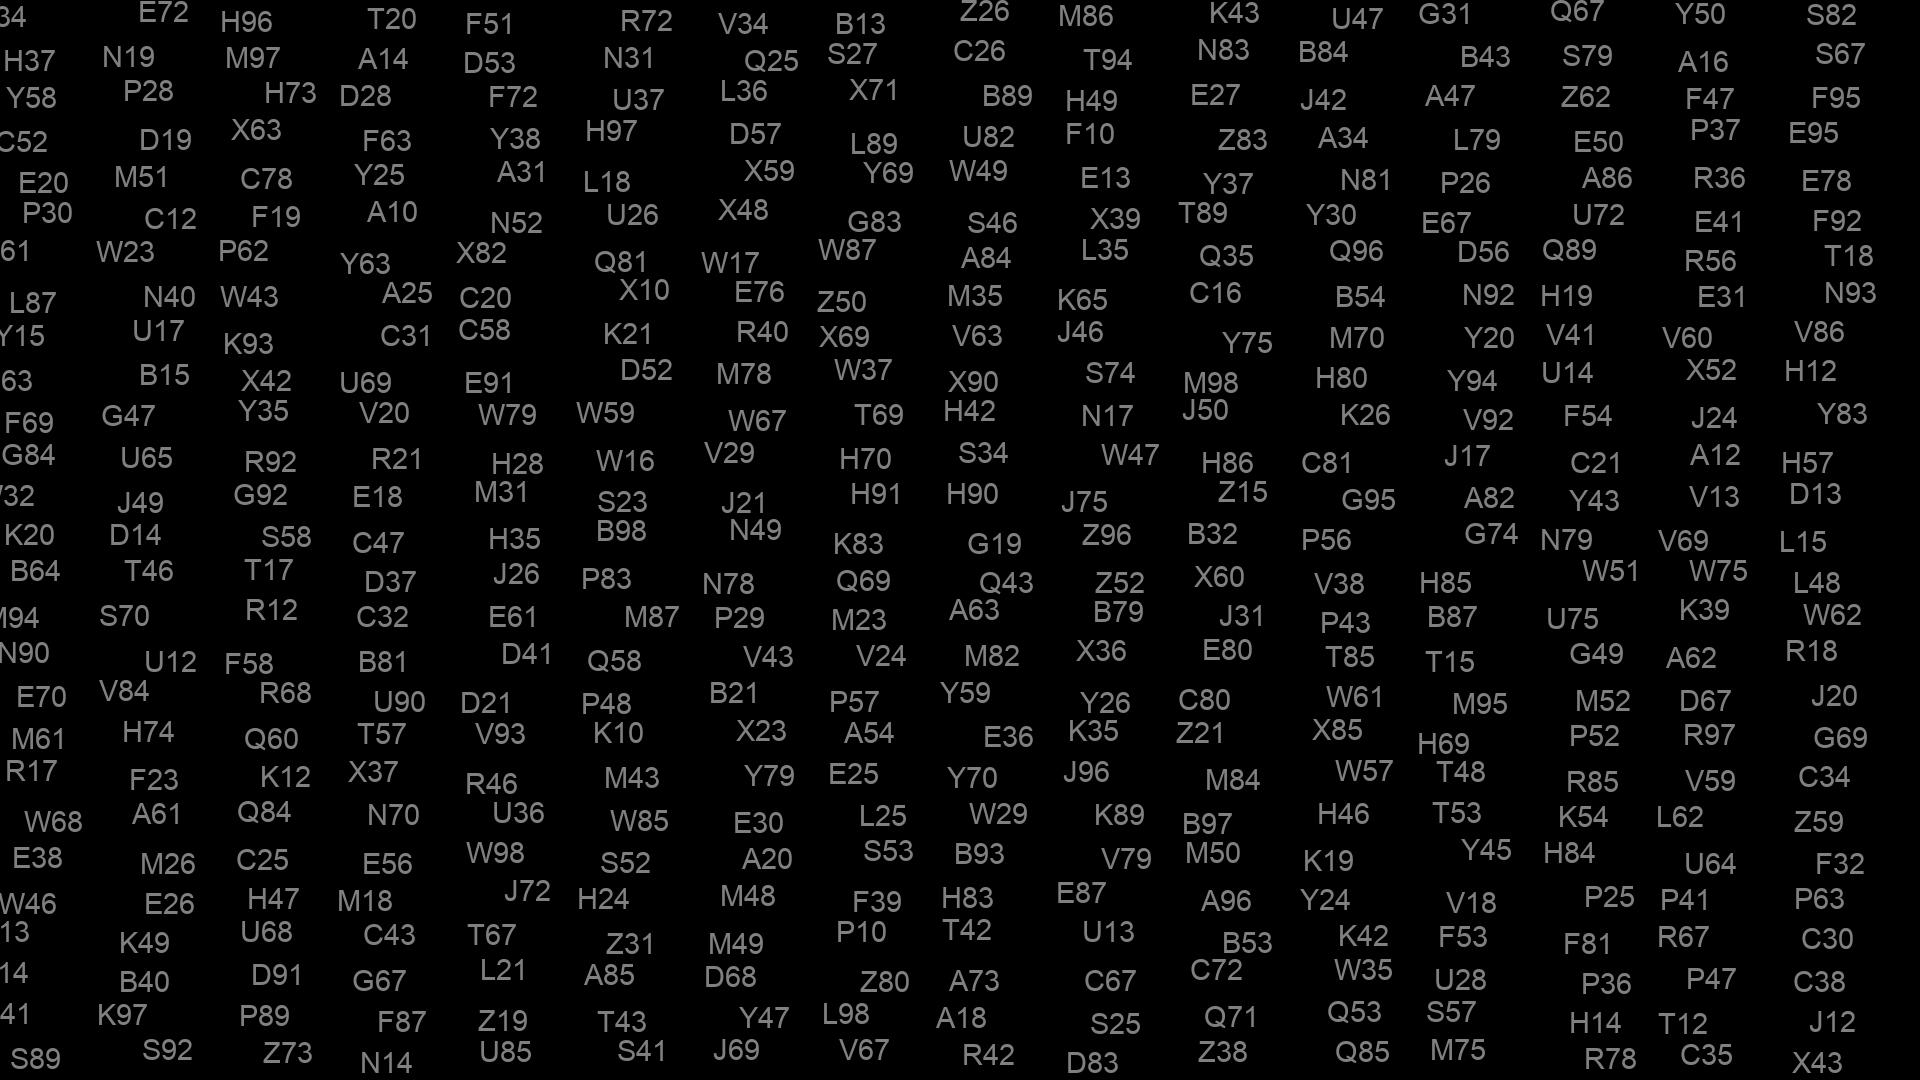 34 E72 H96 T20 F51 R72 V34 B13 Z26 M86 K43 U47 G31 Q67 Y50 S82
H37 N19 M97 A14 D53 N31 Q25 S27 C26 T94 N83 B84 B43 S79 A16 S67
Y58 P28 H73 D28 F72 U37 L36 X71 B89 H49 E27 J42 A47 Z62 F47 F95
C52 D19 X63 F63 Y38 H97 D57 L89 U82 F10 Z83 A34 L79 E50 P37 E95
E20 M51 C78 Y25 A31 L18 X59 Y69 W49 E13 Y37 N81 P26 A86 R36 E78
P30 C12 F19 A10 N52 U26 X48 G83 S46 X39 T89 Y30 E67 U72 E41 F92
61 W23 P62 Y63 X82 Q81 W17 W87 A84 L35 Q35 Q96 D56 Q89 R56 T18
L87 N40 W43 A25 C20 X10 E76 Z50 M35 K65 C16 B54 N92 H19 E31 N93
Y15 U17 K93 C31 C58 K21 R40 X69 V63 J46 Y75 M70 Y20 V41 V60 V86
63 B15 X42 U69 E91 D52 M78 W37 X90 S74 M98 H80 Y94 U14 X52 H12
F69 G47 Y35 V20 W79 W59 W67 T69 H42 N17 J50 K26 V92 F54 J24 Y83
G84 U65 R92 R21 H28 W16 V29 H70 S34 W47 H86 C81 J17 C21 A12 H57
32 J49 G92 E18 M31 S23 J21 H91 H90 J75 Z15 G95 A82 Y43 V13 D13
K20 D14 S58 C47 H35 B98 N49 K83 G19 Z96 B32 P56 G74 N79 V69 L15
B64 T46 T17 D37 J26 P83 N78 Q69 Q43 Z52 X60 V38 H85 W51 W75 L48
M94 S70 R12 C32 E61 M87 P29 M23 A63 B79 J31 P43 B87 U75 K39 W62
N90 U12 F58 B81 D41 Q58 V43 V24 M82 X36 E80 T85 T15 G49 A62 R18
E70 V84 R68 U90 D21 P48 B21 P57 Y59 Y26 C80 W61 M95 M52 D67 J20
M61 H74 Q60 T57 V93 K10 X23 A54 E36 K35 Z21 X85 H69 P52 R97 G69
R17 F23 K12 X37 R46 M43 Y79 E25 Y70 J96 M84 W57 T48 R85 V59 C34
W68 A61 Q84 N70 U36 W85 E30 L25 W29 K89 B97 H46 T53 K54 L62 Z59
E38 M26 C25 E56 W98 S52 A20 S53 B93 V79 M50 K19 Y45 H84 U64 F32
W46 E26 H47 M18 J72 H24 M48 F39 H83 E87 A96 Y24 V18 P25 P41 P63
13 K49 U68 C43 T67 Z31 M49 P10 T42 U13 B53 K42 F53 F81 R67 C30
14 B40 D91 G67 L21 A85 D68 Z80 A73 C67 C72 W35 U28 P36 P47 C38
41 K97 P89 F87 Z19 T43 Y47 L98 A18 S25 Q71 Q53 S57 H14 T12 J12
S89 S92 Z73 N14 U85 S41 J69 V67 R42 D83 Z38 Q85 M75 R78 C35 X43